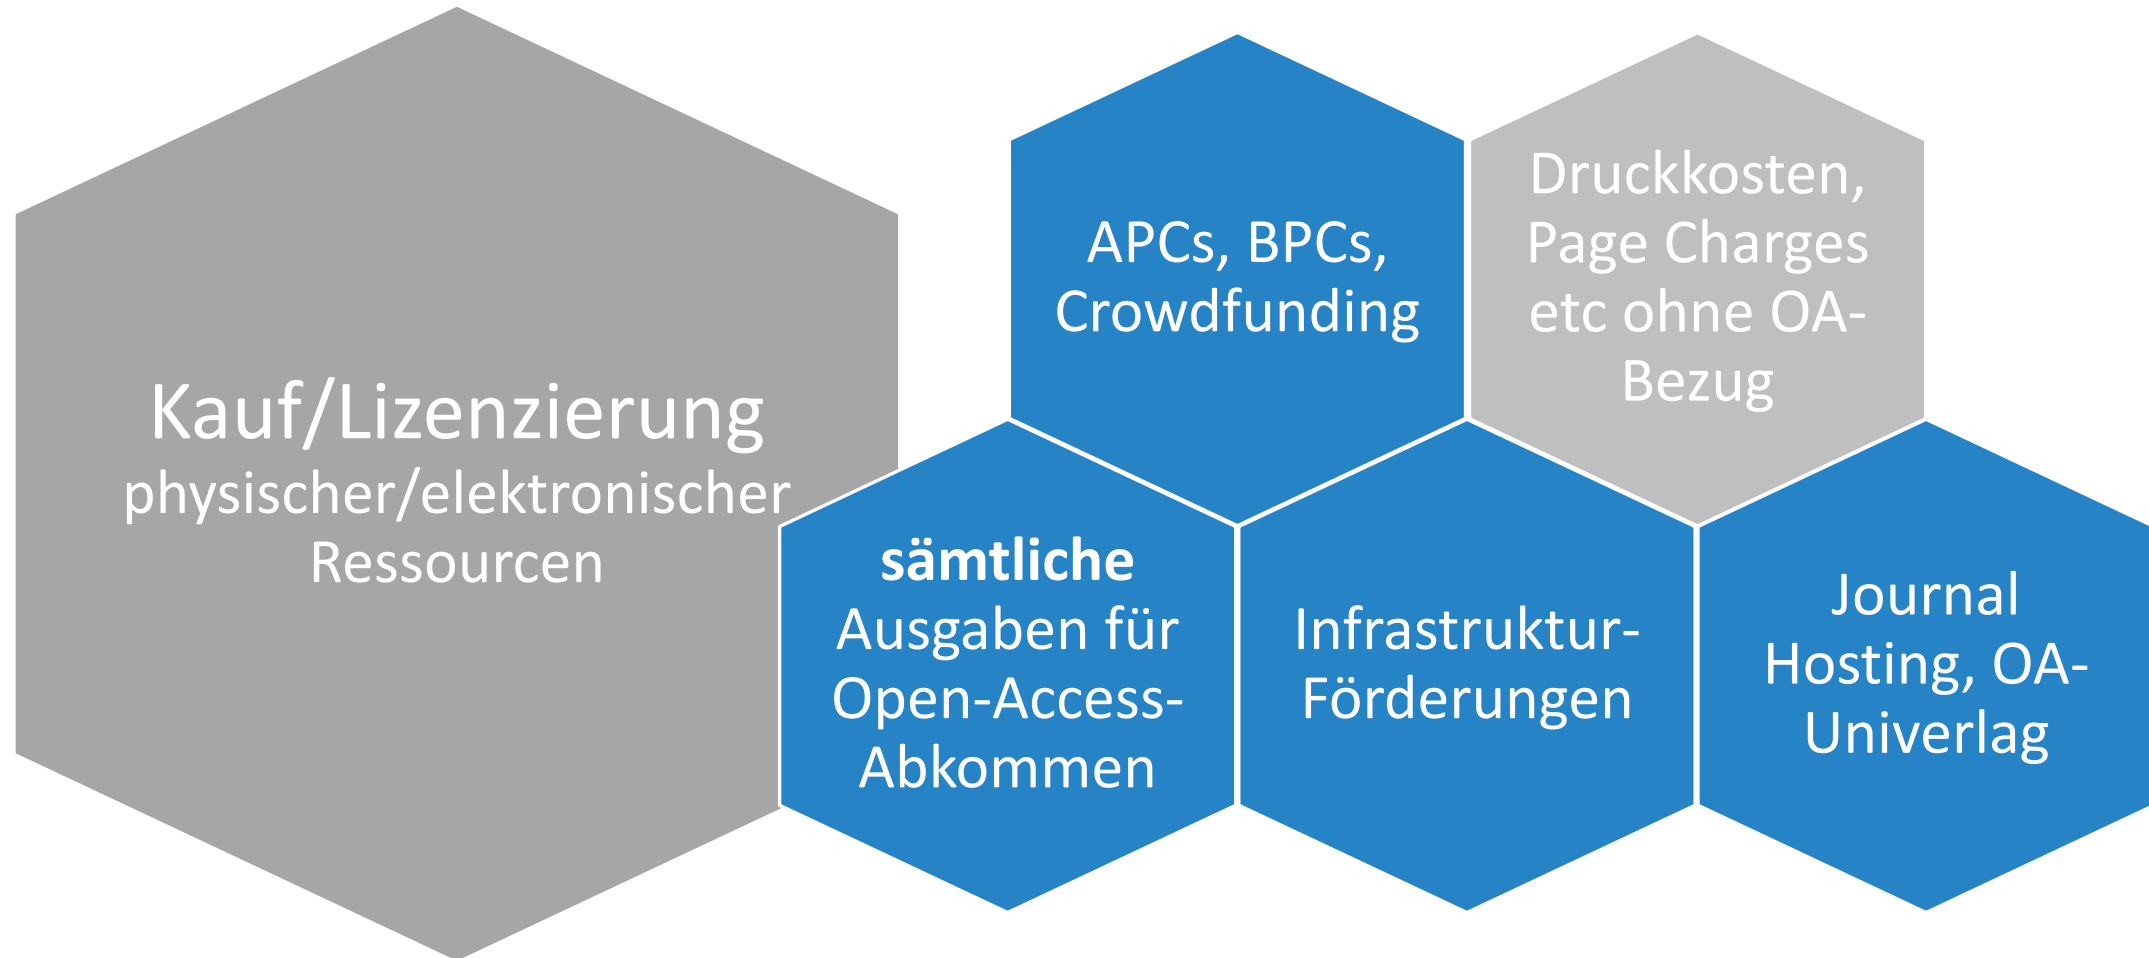 Kauf/Lizenzierung
physischer/elektronischer
Ressourcen
APCs, BPCs,
Crowdfunding
Druckkosten,
Page Charges
etc ohne OA-
Bezug
sämtliche
Ausgaben für
Open-Access-
Abkommen
Infrastruktur-
Förderungen
Journal
Hosting, OA-
Univerlag